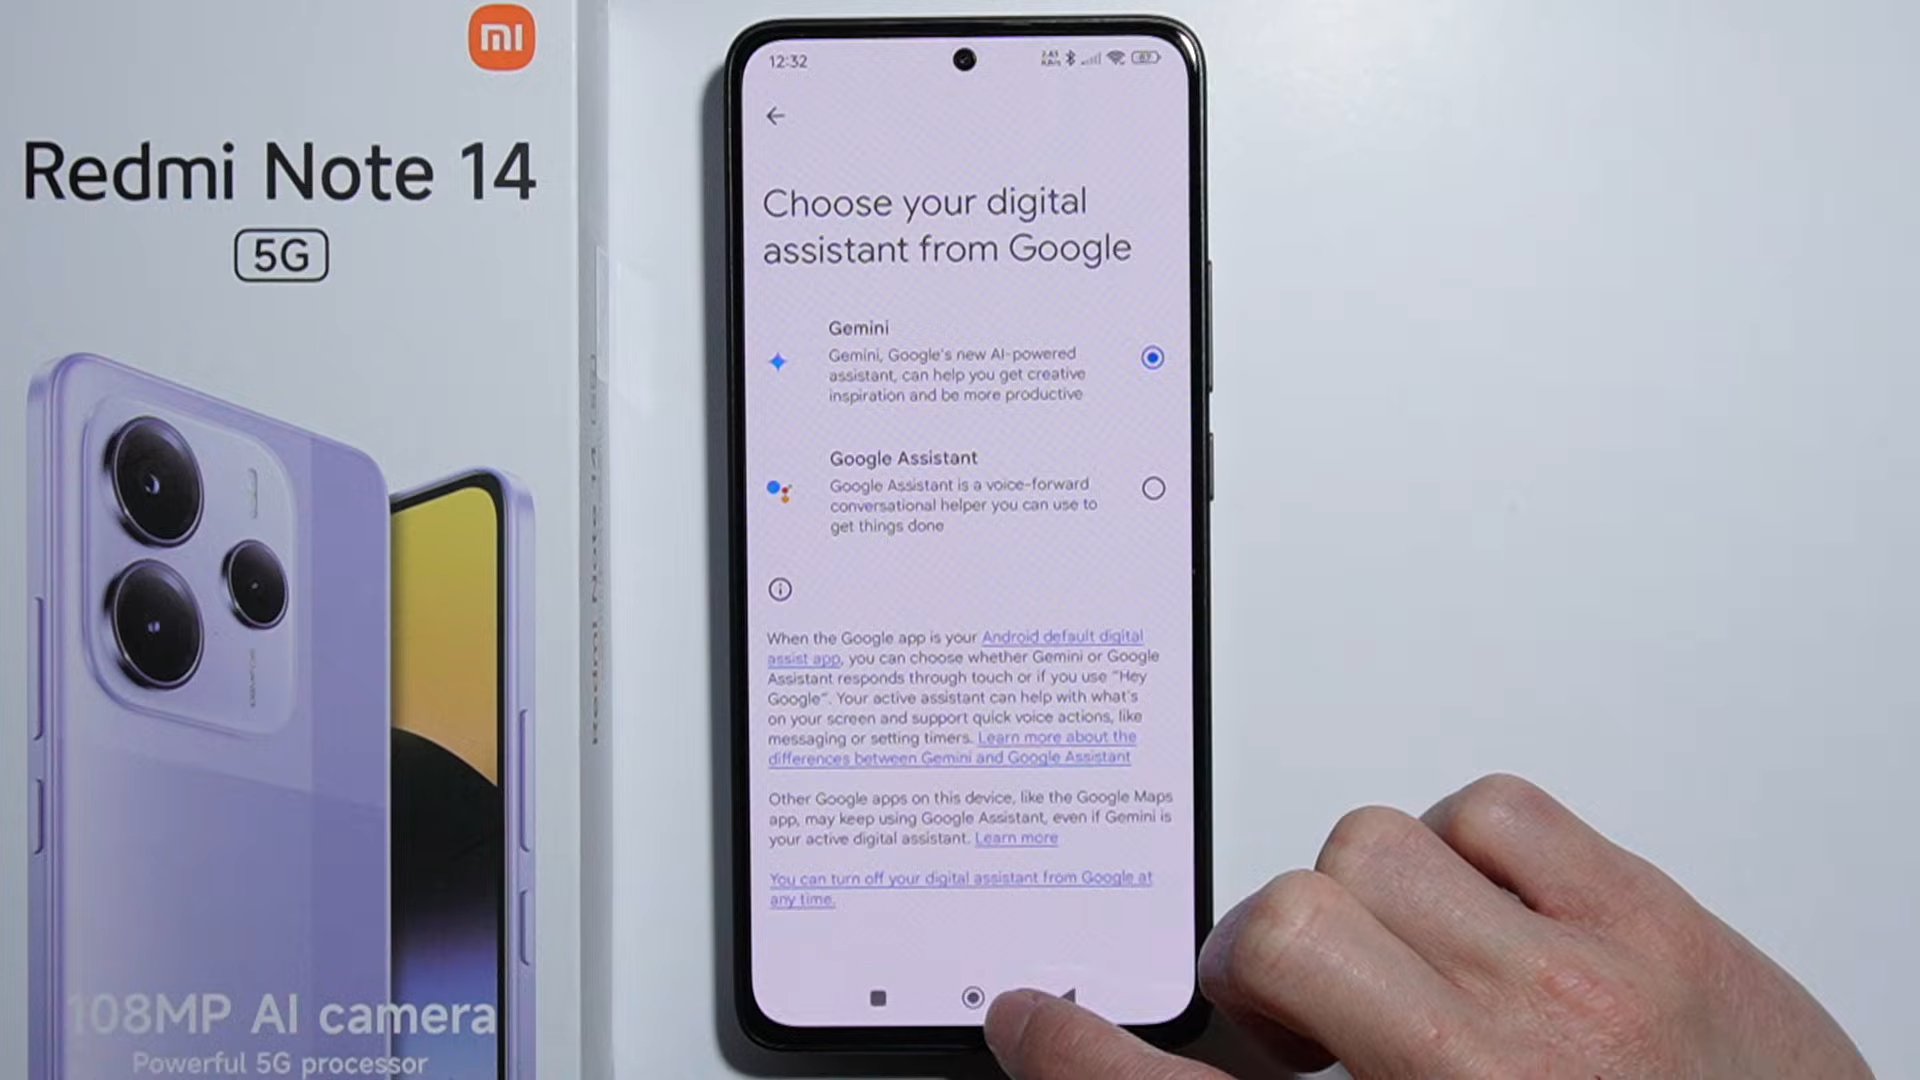 mi
Redmi Note 14
5G
108MP AI camera
Powerful 5G processor
Redmi Note 14
12:32
87
Choose your digital
assistant from Google
Gemini
Gemini, Google's new AI-powered
assistant, can help you get creative
inspiration and be more productive
Google Assistant
Google Assistant is a voice-forward
conversational helper you can use to
get things done
When the Google app is your Android default digital
assist app, you can choose whether Gemini or Google
Assistant responds through touch or if you use "Hey
Google". Your active assistant can help with what's
on your screen and support quick voice actions, like
messaging or setting timers. Learn more about the
differences between Gemini and Google Assistant
Other Google apps on this device, like the Google Maps
app, may keep using Google Assistant, even if Gemini is
your active digital assistant. Learn more
You can turn off your digital assistant from Google at
any time.